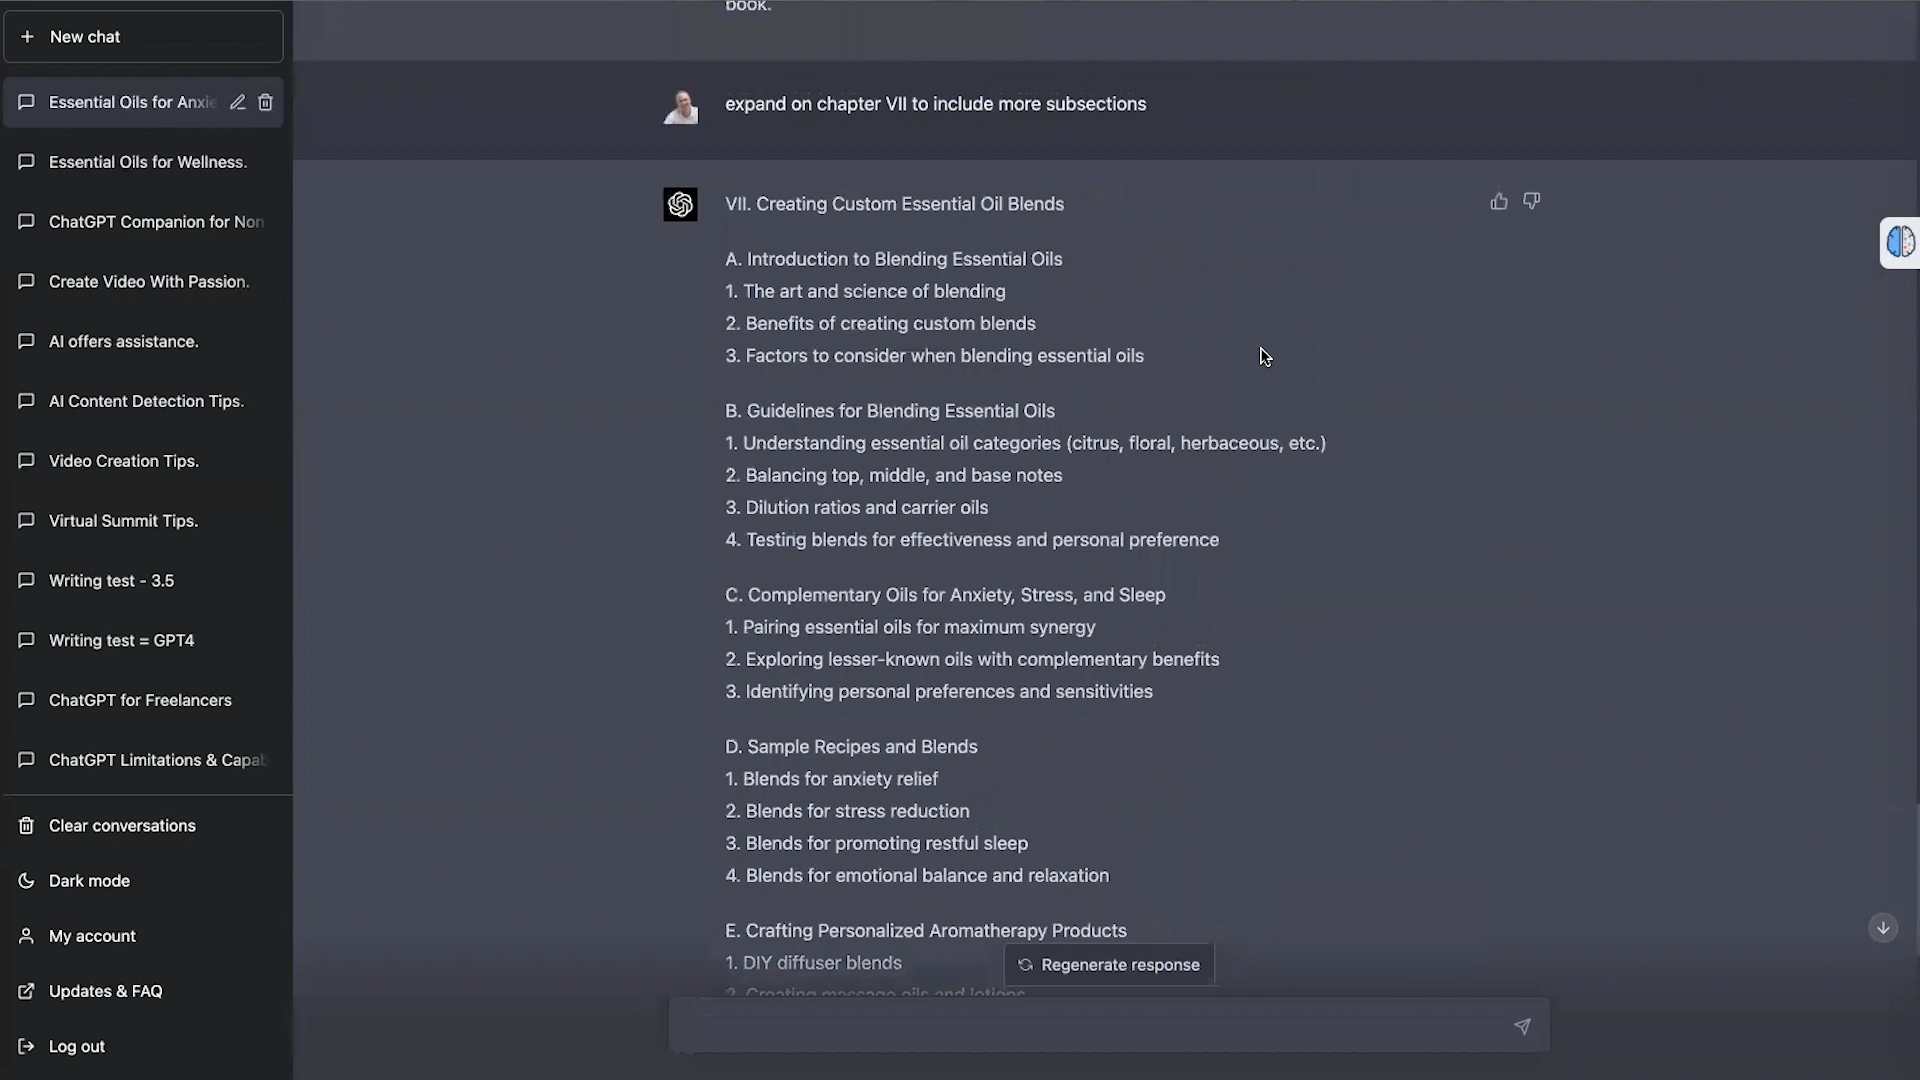 New chat
Essential Oils for Anxie
Essential Oils for Wellness.
ChatGPT Companion for Non
Create Video With Passion.
AI offers assistance.
AI Content Detection Tips.
Video Creation Tips.
Virtual Summit Tips.
Writing test - 3.5
Writing test = GPT4
ChatGPT for Freelancers
ChatGPT Limitations & Capab
Clear conversations
Dark mode
My account
Updates & FAQ
Log out
book.
expand on chapter VII to include more subsections
VII. Creating Custom Essential Oil Blends
A. Introduction to Blending Essential Oils
1. The art and science of blending
2. Benefits of creating custom blends
3. Factors to consider when blending essential oils
B. Guidelines for Blending Essential Oils
1. Understanding essential oil categories (citrus, floral, herbaceous, etc.)
2. Balancing top, middle, and base notes
3. Dilution ratios and carrier oils
4. Testing blends for effectiveness and personal preference
C. Complementary Oils for Anxiety, Stress, and Sleep
1. Pairing essential oils for maximum synergy
2. Exploring lesser-known oils with complementary benefits
3. Identifying personal preferences and sensitivities
D. Sample Recipes and Blends
1. Blends for anxiety relief
2. Blends for stress reduction
3. Blends for promoting restful sleep
4. Blends for emotional balance and relaxation
E. Crafting Personalized Aromatherapy Products
1. DIY diffuser blends
2. Creating massage oils and lotions
Regenerate response